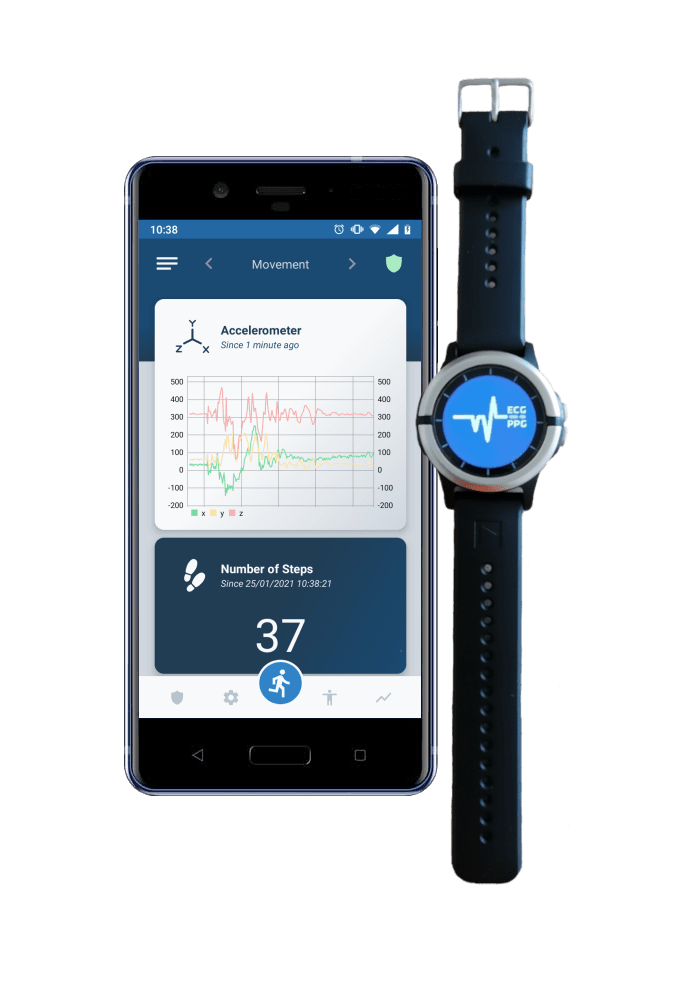 10:38
Movement
Y
Z X
Accelerometer
Since 1 minute ago
500 500
400 400
300 300
200 200
100 100
0 0
-100 -100
-200 -200
x y z
Number of Steps
Since 25/01/2021 10:38:21
37
ECG
PPG